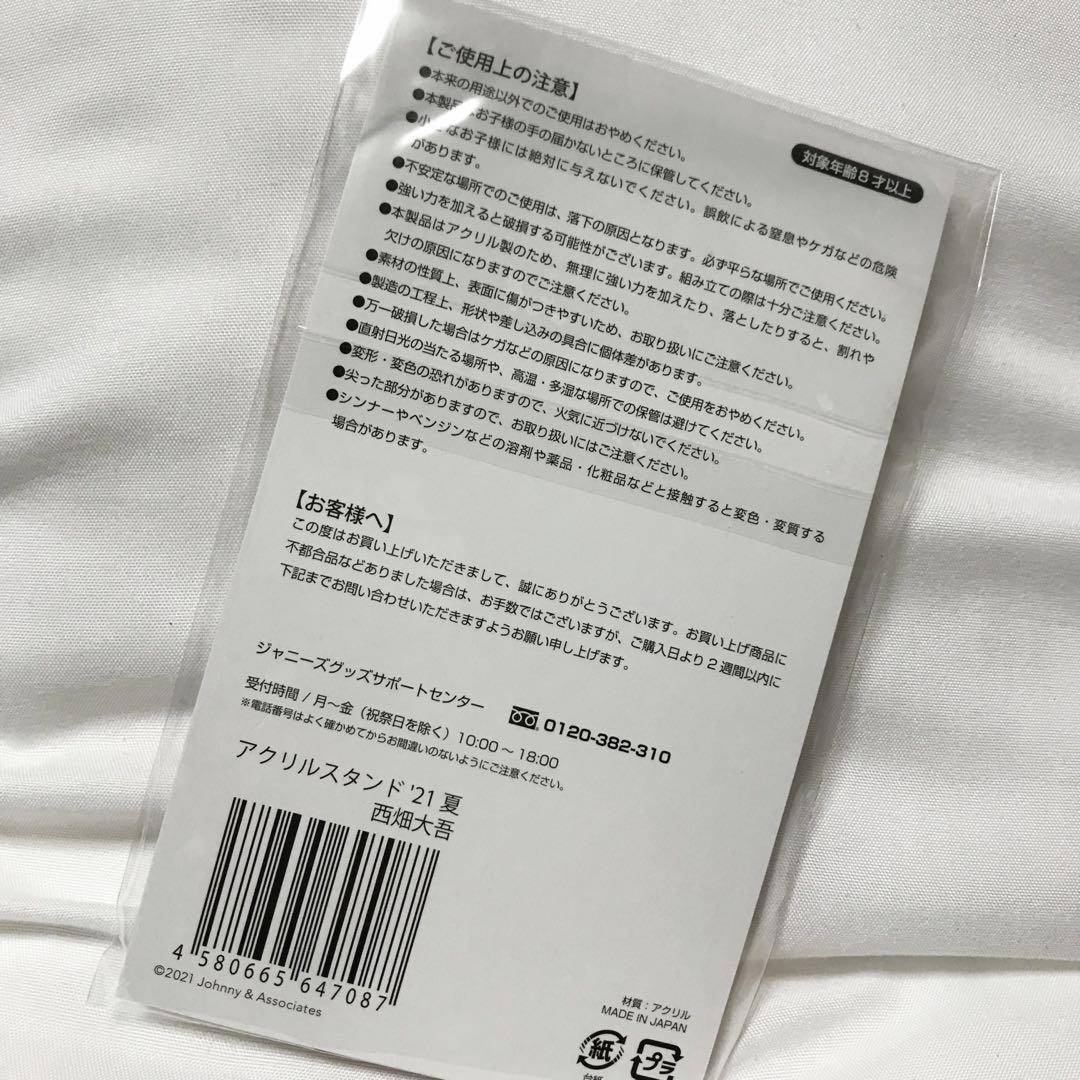 【ご使用上の注意】
対象年齢8才以上
●本来の用途以外でのご使用はおやめください。
●本製品はお子様の手の届かないところに保管してください。
●小さなお子様には絶対に与えないでください。誤飲による窒息やケガなどの危険
があります。
●不安定な場所でのご使用は、落下の原因となります。必ず平らな場所でご使用ください。
●強い力を加えると破損する可能性がございます。組み立ての際は十分ご注意ください。
●本製品はアクリル製のため、無理に強い力を加えたり、落としたりすると、割れや
欠けの原因になりますのでご注意ください。
●素材の性質上、表面に傷がつきやすいため、お取り扱いにご注意ください。
●製造の工程上、形状や差し込みの具合に個体差があります。
●万一破損した場合はケガなどの原因になりますので、ご使用をおやめください。
●直射日光の当たる場所や、高温・多湿な場所での保管は避けてください。
●変形・変色の恐れがありますので、火気に近づけないでください。
●尖った部分がありますので、お取り扱いにはご注意ください。
●シンナーやベンジンなどの溶剤や薬品・化粧品などと接触すると変色・変質する
場合があります。
【お客様へ】
この度はお買い上げいただきまして、誠にありがとうございます。お買い上げ商品に
不都合品などありました場合は、お手数ではございますが、ご購入日より2週間以内に
下記までお問い合わせいただきますようお願い申し上げます。
ジャニーズグッズサポートセンター 0120-382-310
受付時間 / 月〜金（祝祭日を除く）10:00〜18:00
※電話番号はよく確かめてからお間違いのないようにご注意ください。
アクリルスタンド '21 夏
西畑大吾
4 580665 647087
©2021 Johnny & Associates
材質：アクリル
MADE IN JAPAN
紙 プラ
台紙